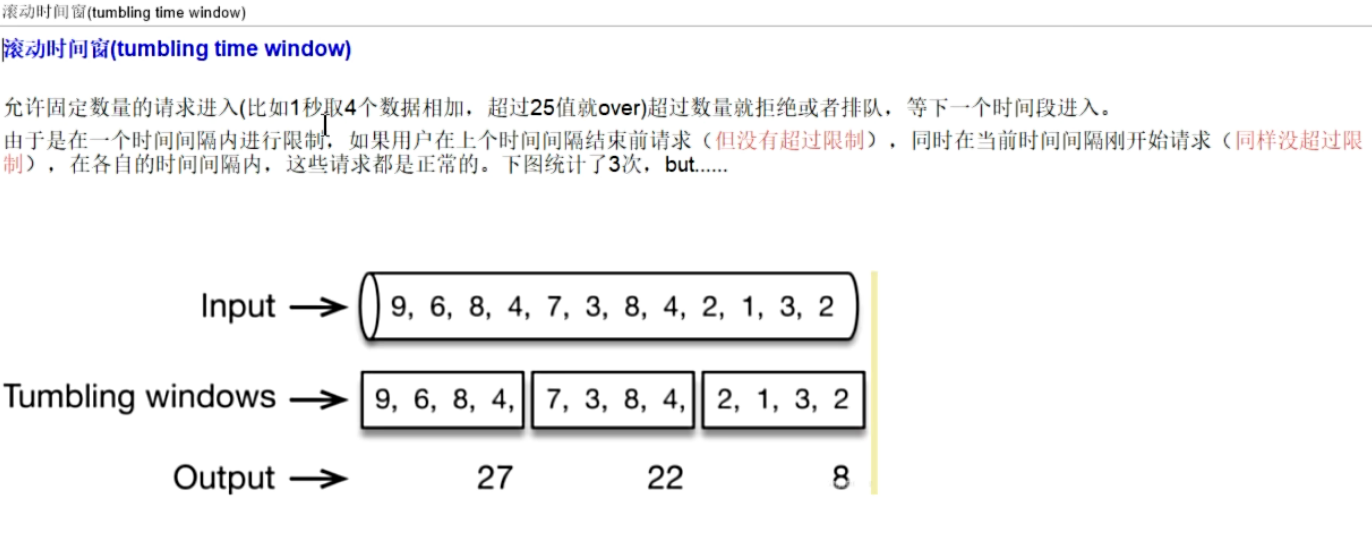 滚动时间窗(tumbling time window)
滚动时间窗(tumbling time window)
允许固定数量的请求进入(比如1秒取4个数据相加，超过25值就over)超过数量就拒绝或者排队，等下一个时间段进入。
由于是在一个时间间隔内进行限制，如果用户在上个时间间隔结束前请求（但没有超过限制），同时在当前时间间隔刚开始请求（同样没超过限
制），在各自的时间间隔内，这些请求都是正常的。下图统计了3次，but......
Input 9, 6, 8, 4, 7, 3, 8, 4, 2, 1, 3, 2
Tumbling windows 9, 6, 8, 4, 7, 3, 8, 4, 2, 1, 3, 2
Output 27 22 8